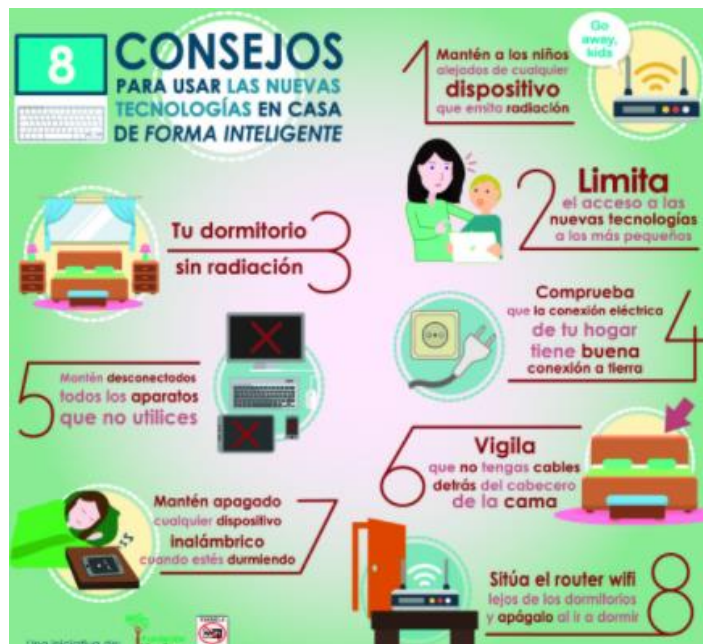 8
CONSEJOS
PARA USAR LAS NUEVAS
TECNOLOGÍAS EN CASA
DE FORMA INTELIGENTE
Go
away,
kids
1
Mantén a los niños
alejados de cualquier
dispositivo
que emita radiación
2
Limita
el acceso a las
nuevas tecnologías
a los más pequeños
3
Tu dormitorio
sin radiación
4
Comprueba
que la conexión eléctrica
de tu hogar
tiene buena
conexión a tierra
5
Mantén desconectados
todos los aparatos
que no utilices
6
Vigila
que no tengas cables
detrás del cabecero
de la cama
7
Mantén apagado
cualquier dispositivo
inalámbrico
cuando estés durmiendo
8
Sitúa el router wifi
lejos de los dormitorios
y apágalo al ir a dormir
Una iniciativa de: